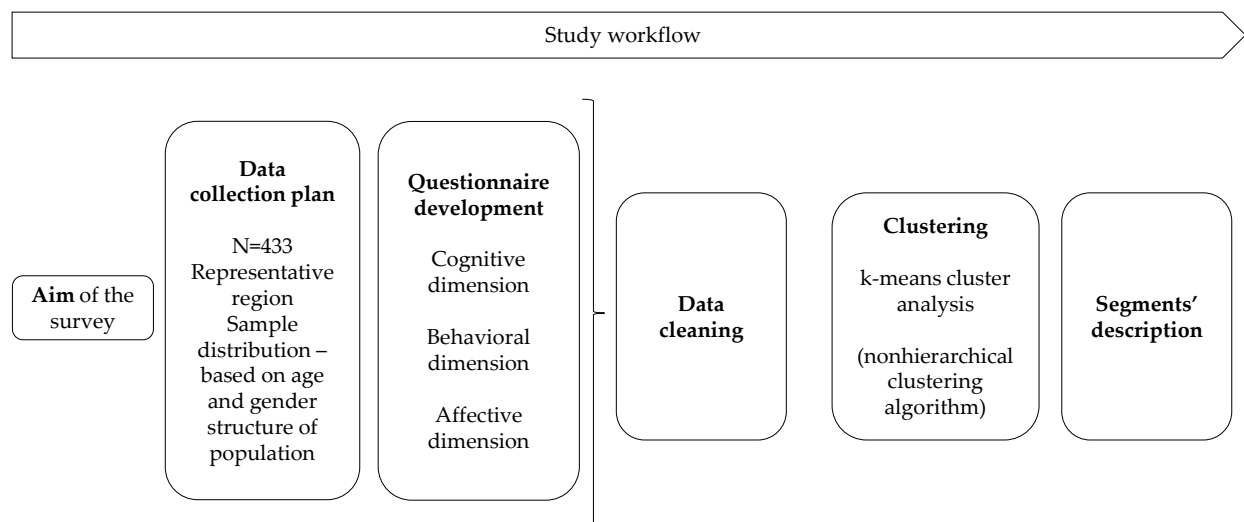 Study workflow
Aim of the
survey
Data
collection plan
N=433
Representative
region
Sample
distribution –
based on age
and gender
structure of
population
Questionnaire
development
Cognitive
dimension
Behavioral
dimension
Affective
dimension
Data
cleaning
Clustering
k-means cluster
analysis
(nonhierarchical
clustering
algorithm)
Segments’
description